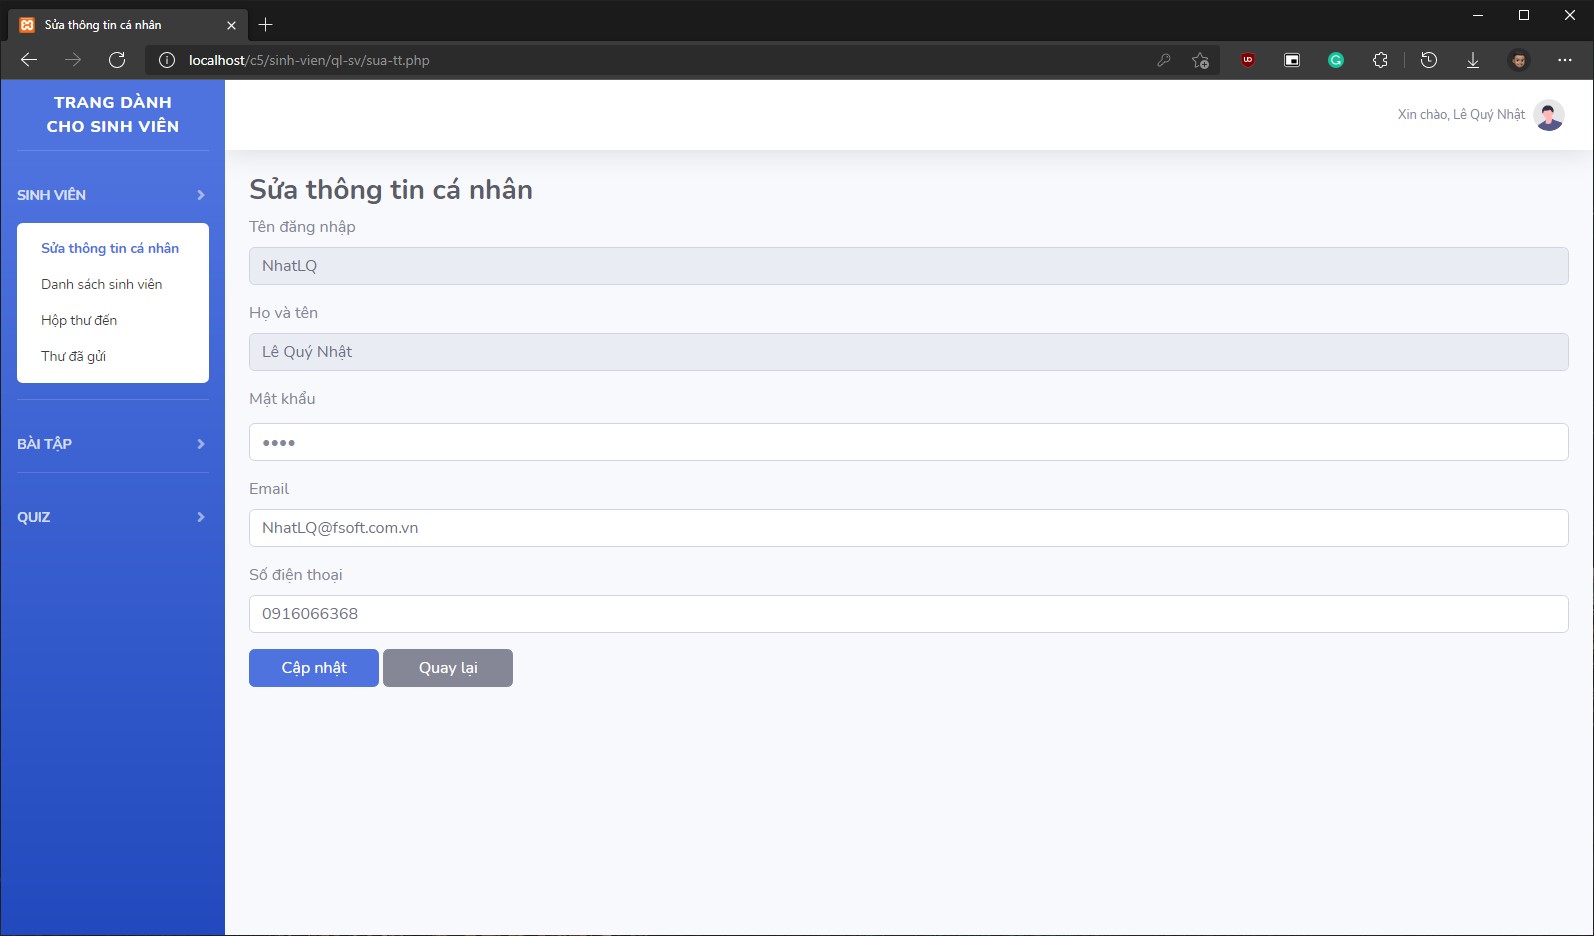 Sửa thông tin cá nhân
localhost/c5/sinh-vien/ql-sv/sua-tt.php
TRANG DÀNH
CHO SINH VIÊN
Xin chào, Lê Quý Nhật
SINH VIÊN
Sửa thông tin cá nhân
Danh sách sinh viên
Hộp thư đến
Thư đã gửi
BÀI TẬP
QUIZ
Sửa thông tin cá nhân
Tên đăng nhập
NhatLQ
Họ và tên
Lê Quý Nhật
Mật khẩu
••••
Email
NhatLQ@fsoft.com.vn
Số điện thoại
0916066368
Cập nhật
Quay lại